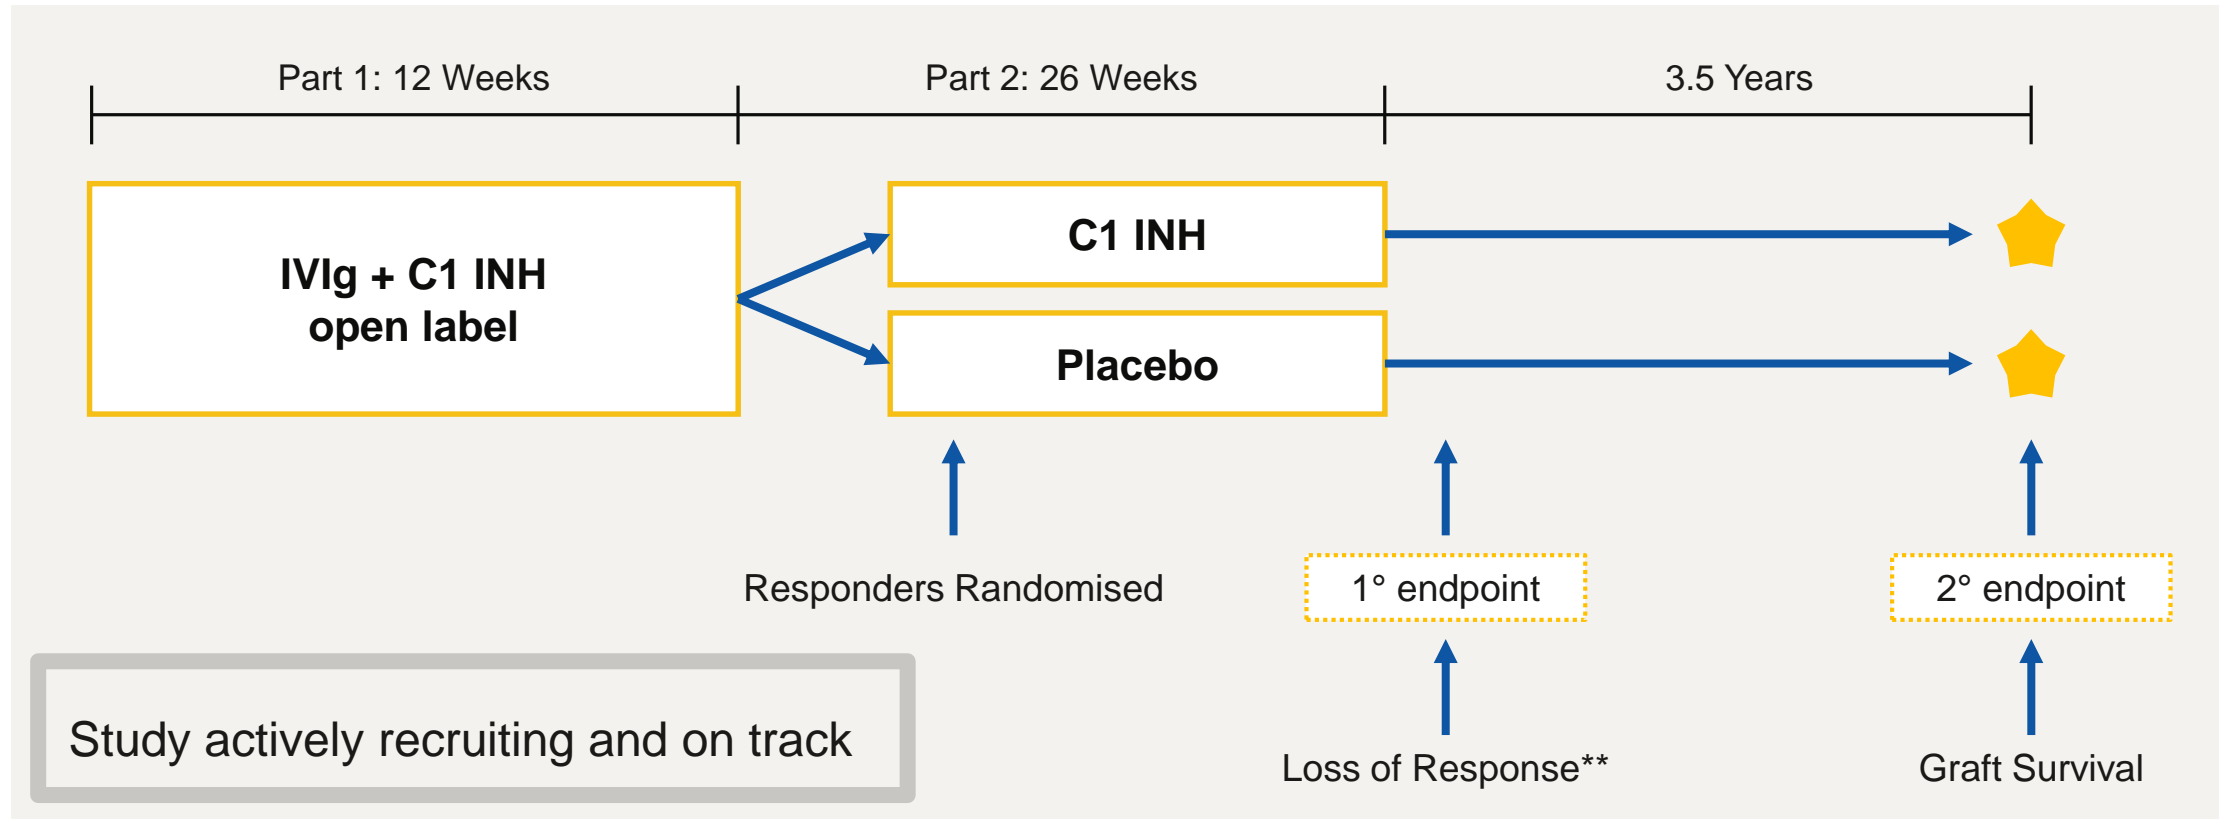 Part 1: 12 Weeks
Part 2: 26 Weeks
3.5 Years
IVIg + C1 INH
open label
C1 INH
Placebo
Responders Randomised
1° endpoint
2° endpoint
Study actively recruiting and on track
Loss of Response**
Graft Survival